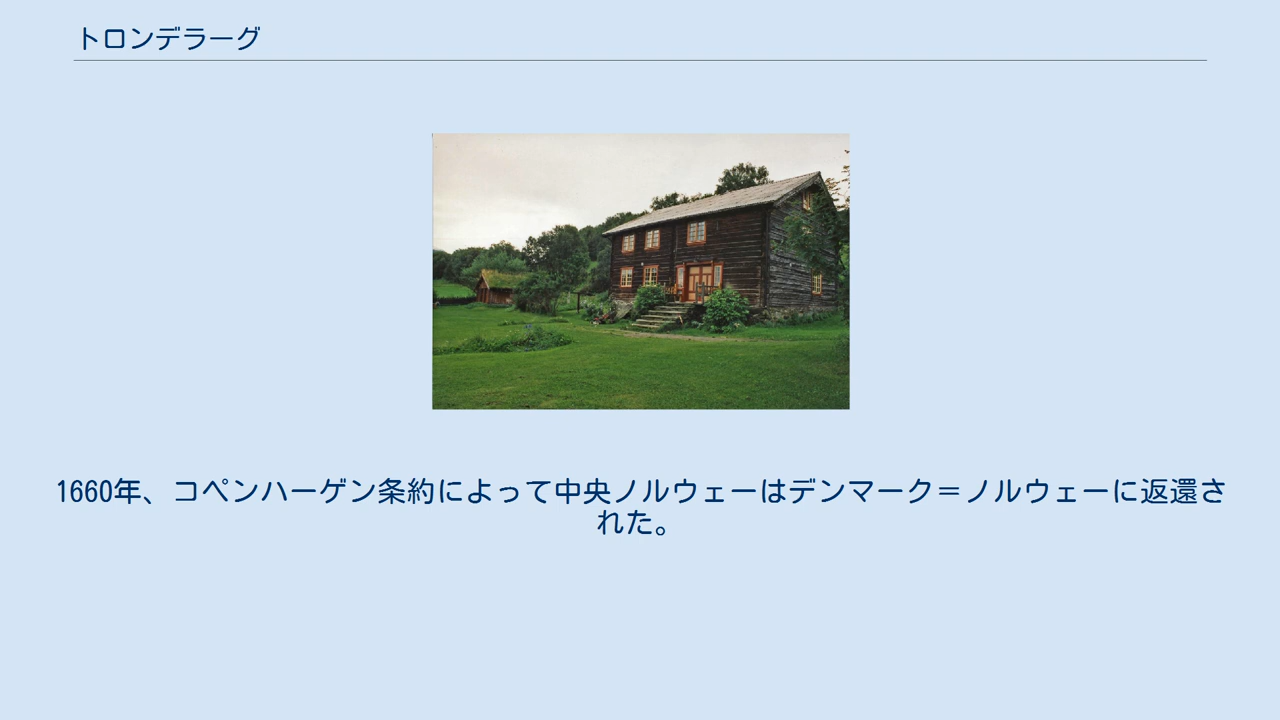 トロンデラーグ
1660年、コペンハーゲン条約によって中央ノルウェーはデンマーク＝ノルウェーに返還さ
れた。